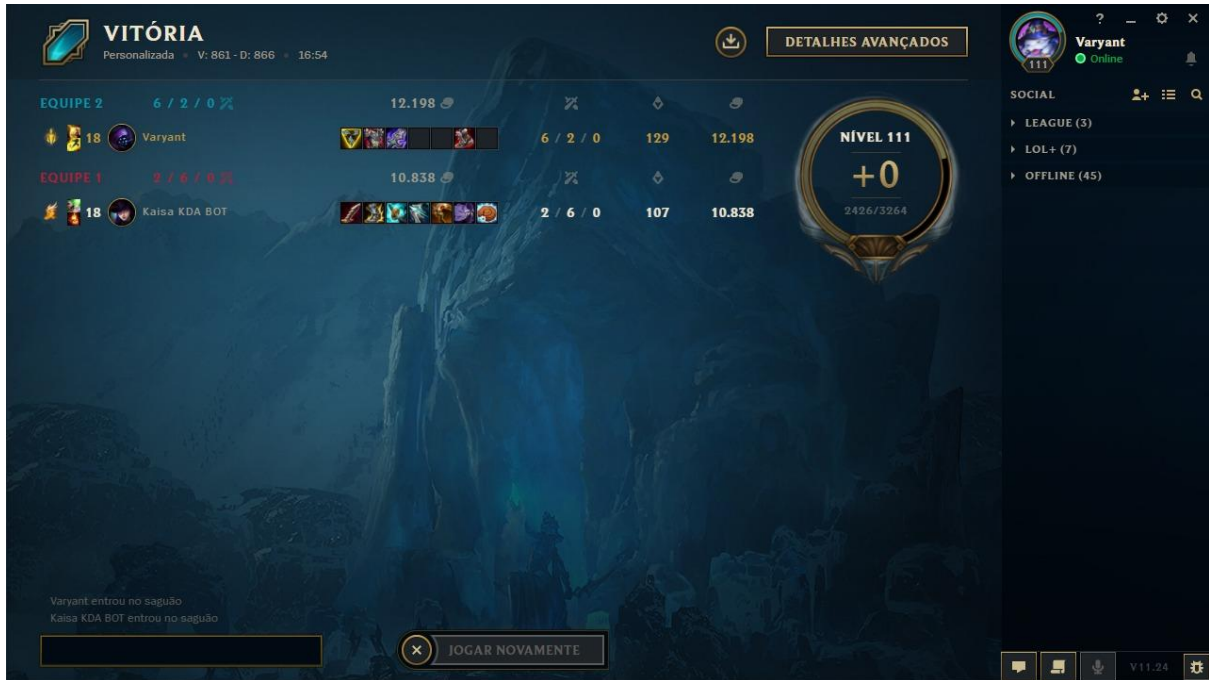 VITÓRIA
Personalizada • V: 861 - D: 866 • 16:54
DETALHES AVANÇADOS
?
Varyant
Online
111
EQUIPE 2 6 / 2 / 0 12.198
18 Varyant 6 / 2 / 0 129 12.198
EQUIPE 1 2 / 6 / 0 10.838
18 Kaisa KDA BOT 2 / 6 / 0 107 10.838
NÍVEL 111
+0
2426/3264
SOCIAL
LEAGUE (3)
LOL+ (7)
OFFLINE (45)
Varyant entrou no saguão
Kaisa KDA BOT entrou no saguão
JOGAR NOVAMENTE
V11.24